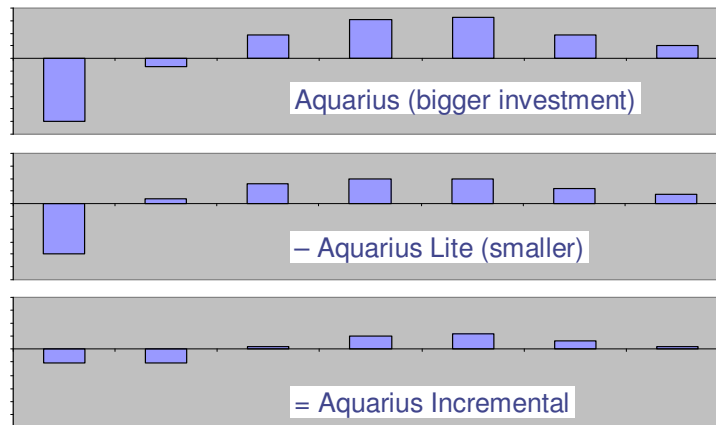 Aquarius (bigger investment)
– Aquarius Lite (smaller)
= Aquarius Incremental